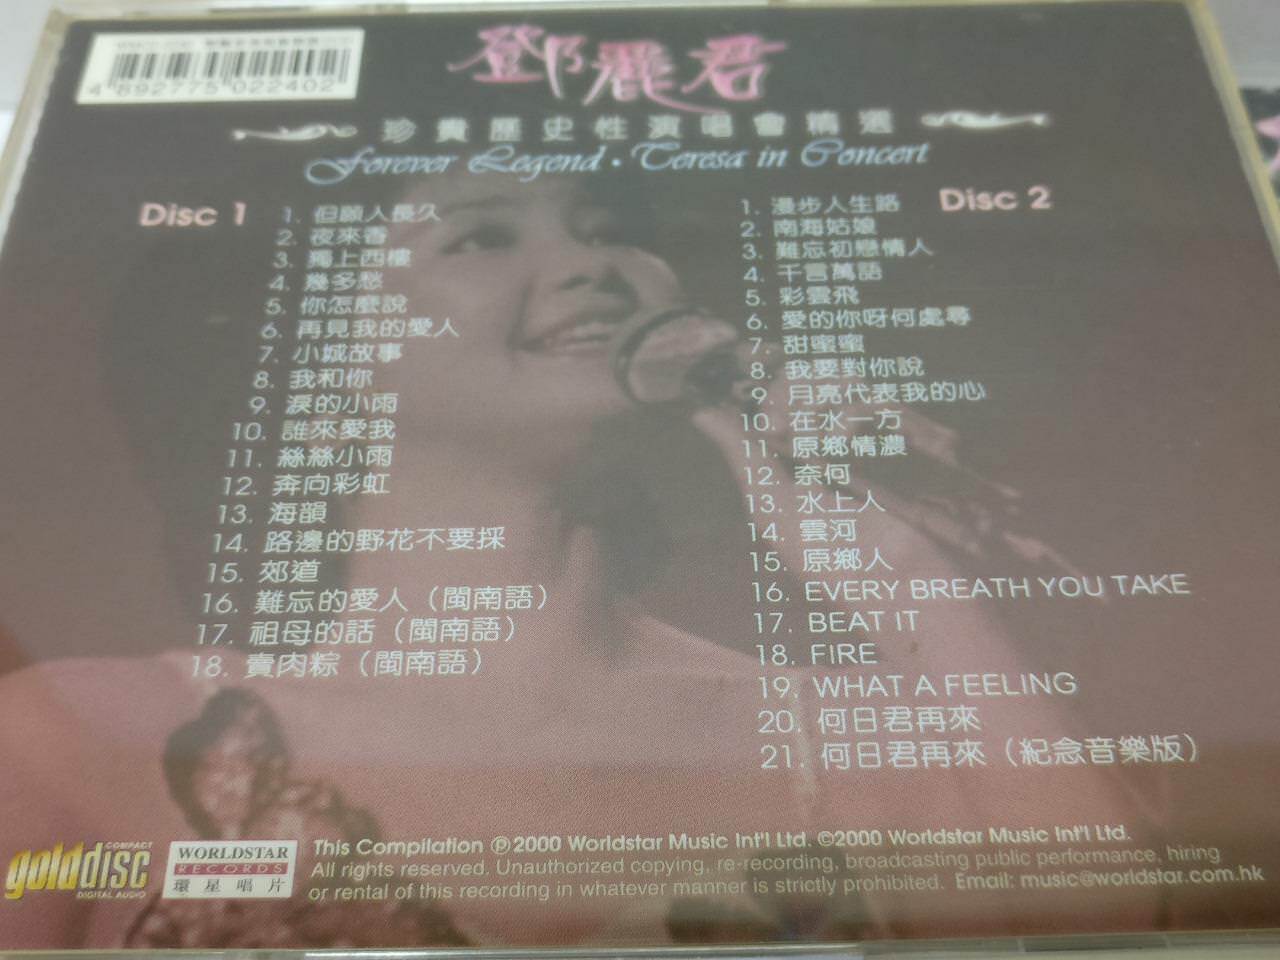 4 892775 022402
鄧麗君
珍貴歷史性演唱會精選
Forever Legend • Teresa in Concert
Disc 1
1. 但願人長久
2. 夜來香
3. 獨上西樓
4. 幾多愁
5. 你怎麼說
6. 再見我的愛人
7. 小城故事
8. 我和你
9. 淚的小雨
10. 誰來愛我
11. 絲絲小雨
12. 奔向彩虹
13. 海韻
14. 路邊的野花不要採
15. 郊道
16. 難忘的愛人（閩南語）
17. 祖母的話（閩南語）
18. 賣肉粽（閩南語）
Disc 2
1. 漫步人生路
2. 南海姑娘
3. 難忘初戀情人
4. 千言萬語
5. 彩雲飛
6. 愛的你呀何處尋
7. 甜蜜蜜
8. 我要對你說
9. 月亮代表我的心
10. 在水一方
11. 原鄉情濃
12. 奈何
13. 水上人
14. 雲河
15. 原鄉人
16. EVERY BREATH YOU TAKE
17. BEAT IT
18. FIRE
19. WHAT A FEELING
20. 何日君再來
21. 何日君再來（紀念音樂版）
COMPACT
golddisc
DIGITAL AUDIO
WORLDSTAR
RECORDS
環星唱片
This Compilation ℗2000 Worldstar Music Int'l Ltd. ©2000 Worldstar Music Int'l Ltd.
All rights reserved. Unauthorized copying, re-recording, broadcasting public performance, hiring
or rental of this recording in whatever manner is strictly prohibited. Email: music@worldstar.com.hk